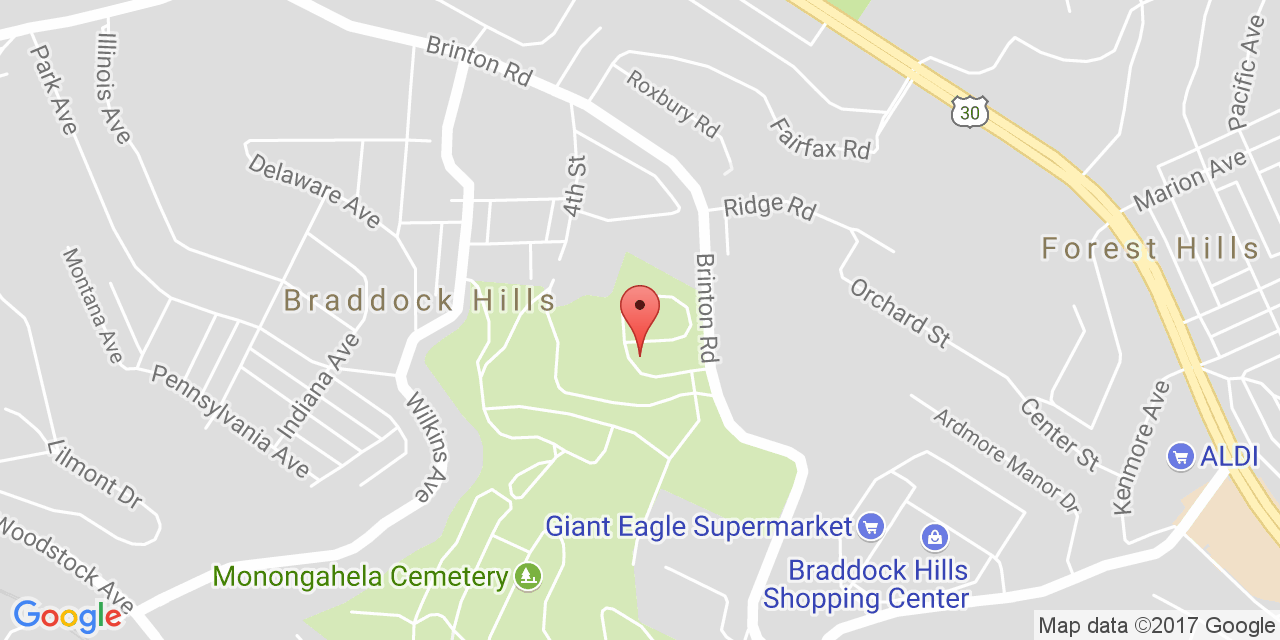 Park Ave
Illinois Ave
Brinton Rd
Roxbury Rd
Fairfax Rd
30
Pacific Ave
Marion Ave
Delaware Ave
4th St
Ridge Rd
Forest Hills
Montana Ave
Braddock Hills
Brinton Rd
Orchard St
Pennsylvania Ave
Indiana Ave
Wilkins Ave
Ardmore Manor Dr
Center St
Kenmore Ave
ALDI
Lilmont Dr
Woodstock Ave
Giant Eagle Supermarket
Monongahela Cemetery
Braddock Hills
Shopping Center
Google
Map data ©2017 Google